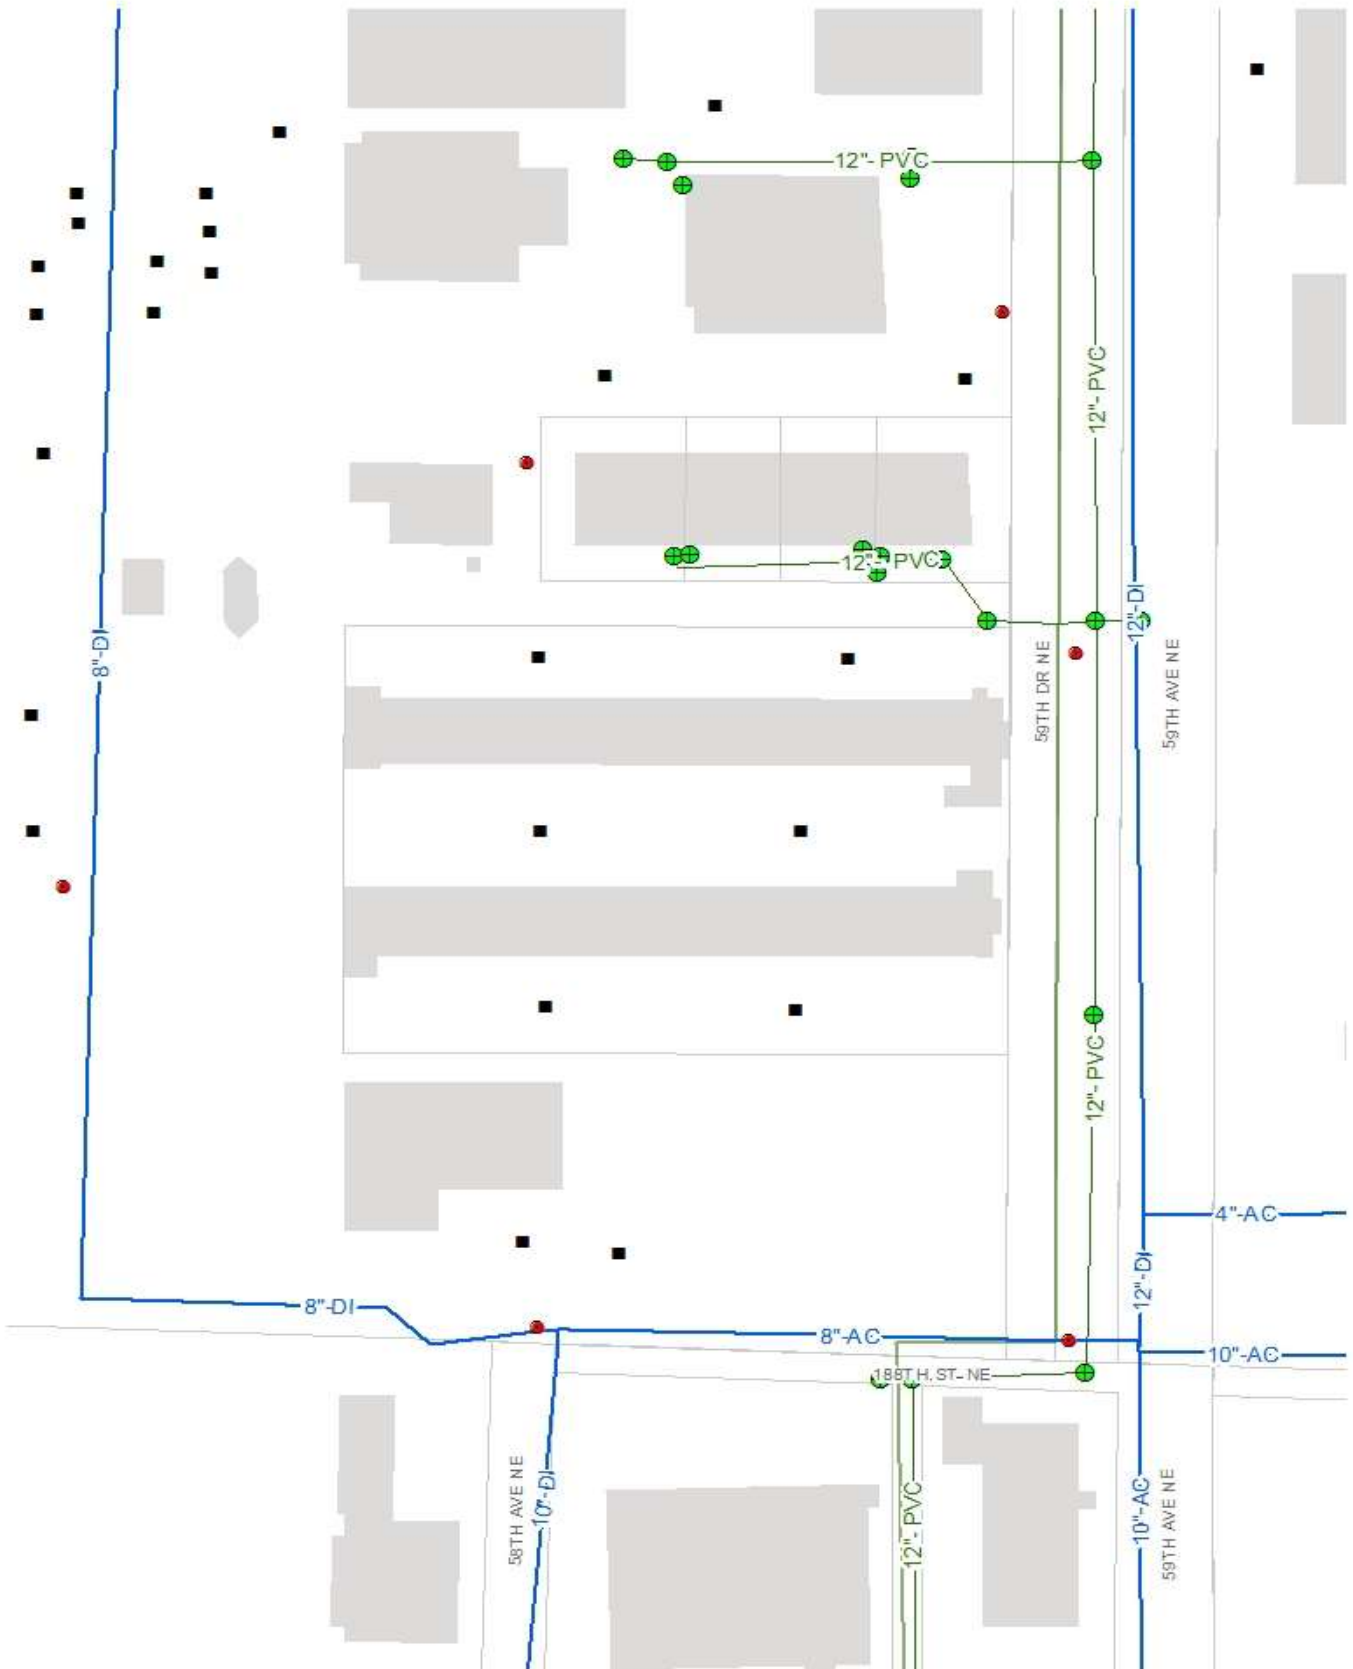 12"- PVC
12"- PVC
12"- PVC
12"-DI
8"-DI
59TH DR NE
59TH AVE NE
12"- PVC
4"-AC
12"-DI
8"-DI
8"-AC
10"-AC
188TH ST NE
58TH AVE NE
10"-DI
12"- PVC
10"-AC
59TH AVE NE